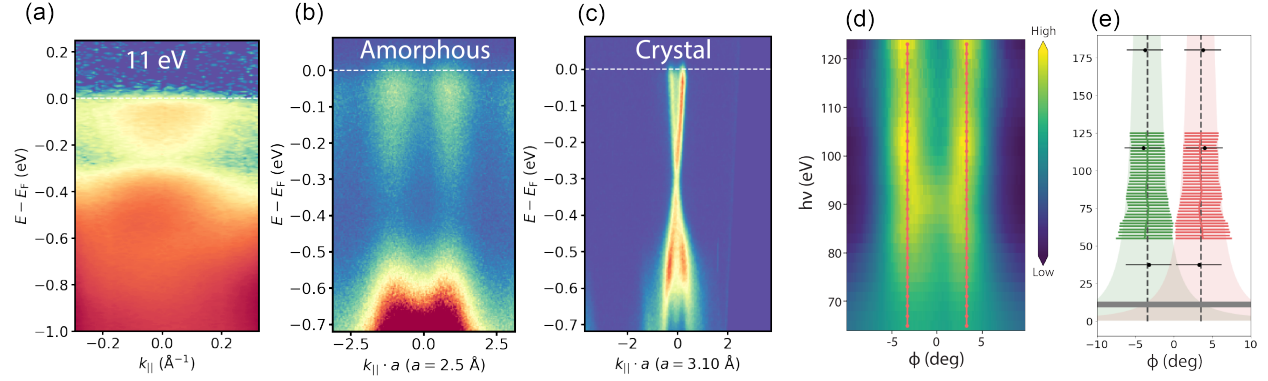 (a)
11 eV
E − E_F (eV)
0.2
0.0
−0.2
−0.4
−0.6
−0.8
−1.0
−0.2 0.0 0.2
k_|| (Å⁻¹)
(b)
Amorphous
E − E_F (eV)
0.0
−0.1
−0.2
−0.3
−0.4
−0.5
−0.6
−0.7
−2.5 0.0 2.5
k_|| · a (a = 2.5 Å)
(c)
Crystal
E − E_F (eV)
0.0
−0.1
−0.2
−0.3
−0.4
−0.5
−0.6
−0.7
0 2
k_|| · a (a = 3.10 Å)
(d)
hν (eV)
120
110
100
90
80
70
−5 0 5
ϕ (deg)
High
Low
(e)
175
150
125
100
75
50
25
0
−10 −5 0 5 10
ϕ (deg)